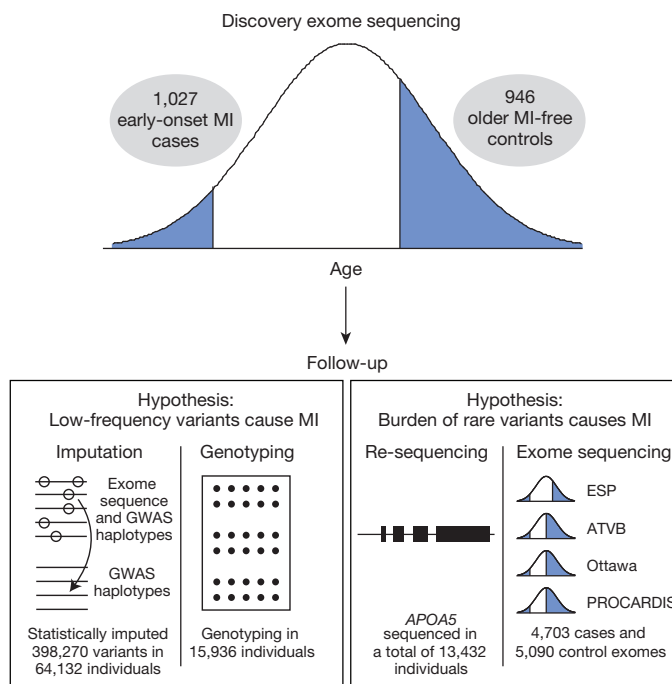 Discovery exome sequencing
1,027
early-onset MI
cases
946
older MI-free
controls
Age
Follow-up
Hypothesis:
Low-frequency variants cause MI
Imputation
Exome
sequence
and GWAS
haplotypes
GWAS
haplotypes
Statistically imputed
398,270 variants in
64,132 individuals
Genotyping
Genotyping in
15,936 individuals
Hypothesis:
Burden of rare variants causes MI
Re-sequencing
APOA5
sequenced in
a total of 13,432
individuals
Exome sequencing
ESP
ATVB
Ottawa
PROCARDIS
4,703 cases and
5,090 control exomes